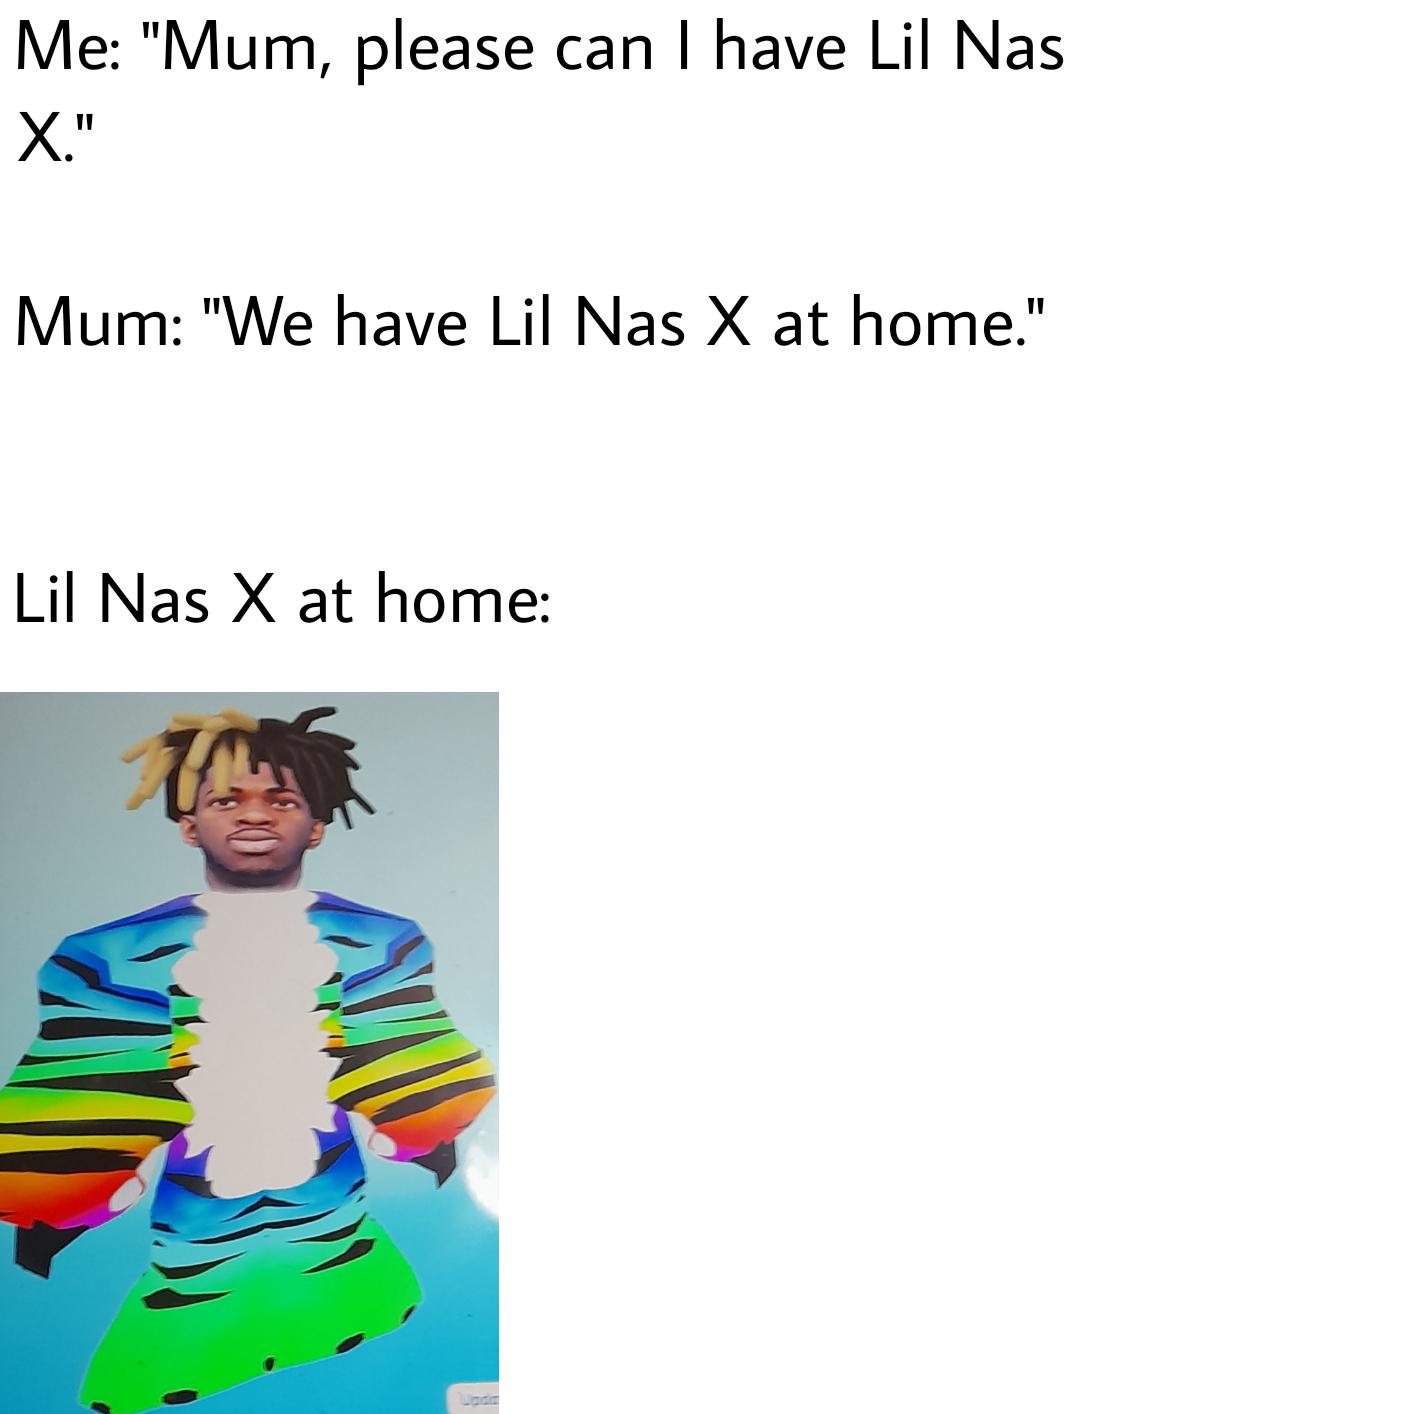 Me: "Mum, please can I have Lil Nas
X."
Mum: "We have Lil Nas X at home."
Lil Nas X at home: